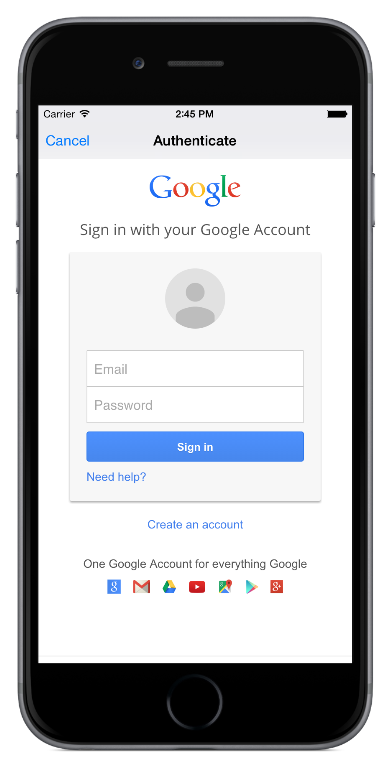 Carrier 2:45 PM
Cancel Authenticate
Google
Sign in with your Google Account
Email
Password
Sign in
Need help?
Create an account
One Google Account for everything Google